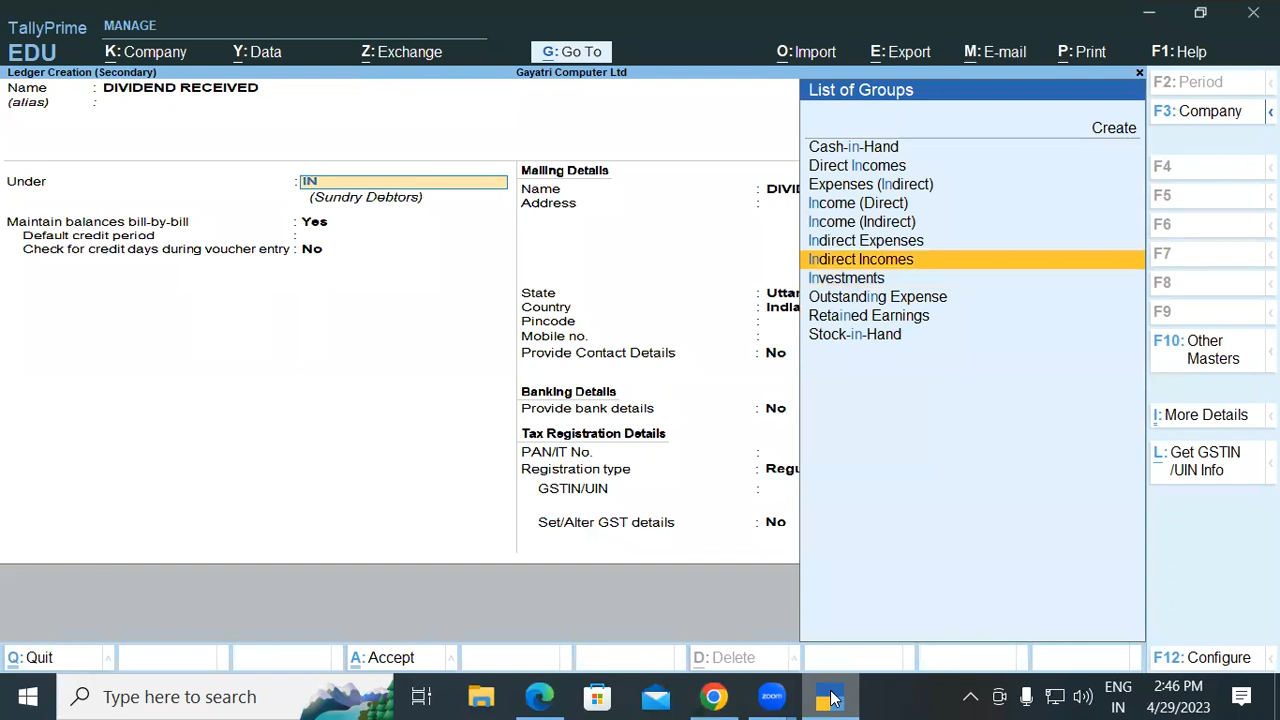 TallyPrime
EDU
MANAGE
K: Company
Y: Data
Z: Exchange
G: Go To
O: Import
E: Export
M: E-mail
P: Print
F1: Help
Ledger Creation (Secondary)
Gayatri Computer Ltd
×
Name : DIVIDEND RECEIVED
(alias) :
Under : IN
(Sundry Debtors)
Maintain balances bill-by-bill : Yes
Default credit period :
Check for credit days during voucher entry : No
Mailing Details
Name : DIVID
Address :
State : Uttar
Country : India
Pincode :
Mobile no. :
Provide Contact Details : No
Banking Details
Provide bank details : No
Tax Registration Details
PAN/IT No. :
Registration type : Regu
GSTIN/UIN :
Set/Alter GST details : No
List of Groups
Create
Cash-in-Hand
Direct Incomes
Expenses (Indirect)
Income (Direct)
Income (Indirect)
Indirect Expenses
Indirect Incomes
Investments
Outstanding Expense
Retained Earnings
Stock-in-Hand
F2: Period
F3: Company
F4
F5
F6
F7
F8
F9
F10: Other
Masters
I: More Details
L: Get GSTIN
/UIN Info
F12: Configure
Q: Quit
A: Accept
D: Delete
Type here to search
zoom
ENG
IN
2:46 PM
4/29/2023